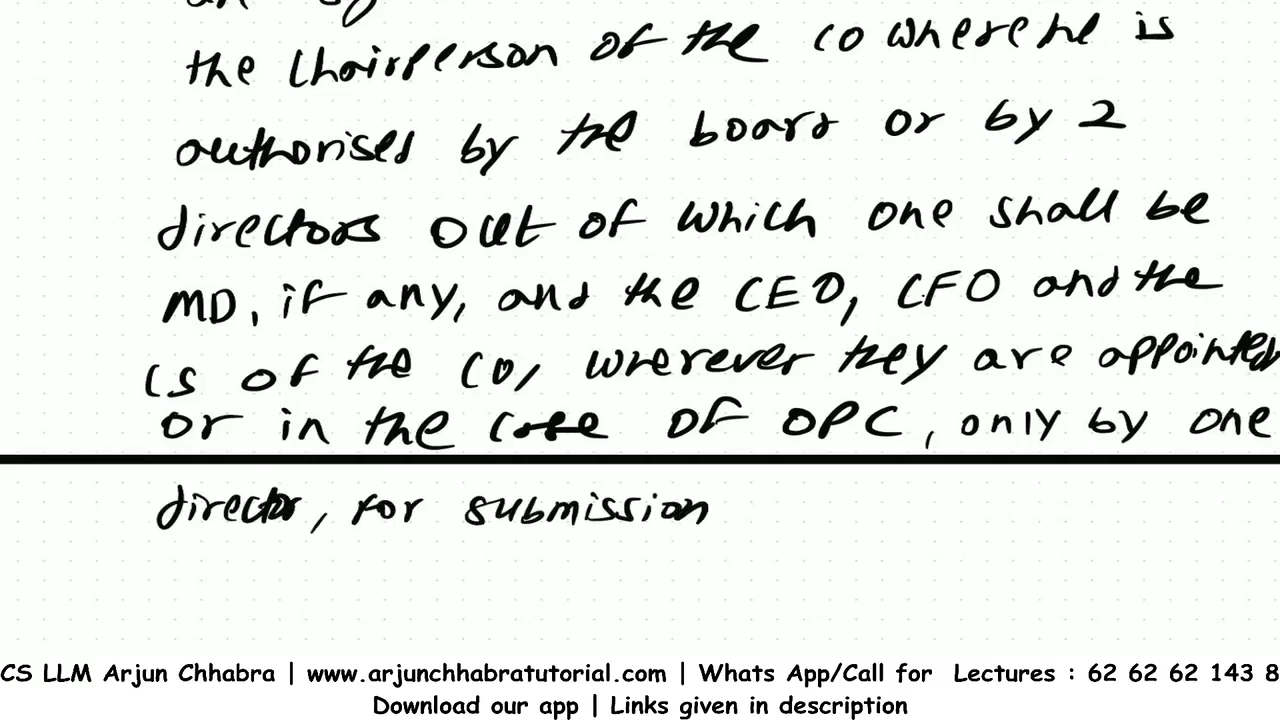 the Chairperson of the co where he is
authorised by the board or by 2
directors out of which one shall be
MD, if any, and the CEO, CFO and the
CS of the co, wherever they are appointed
or in the case of OPC, only by one
director, for submission
CS LLM Arjun Chhabra | www.arjunchhabratutorial.com | Whats App/Call for Lectures : 62 62 62 143 8
Download our app | Links given in description